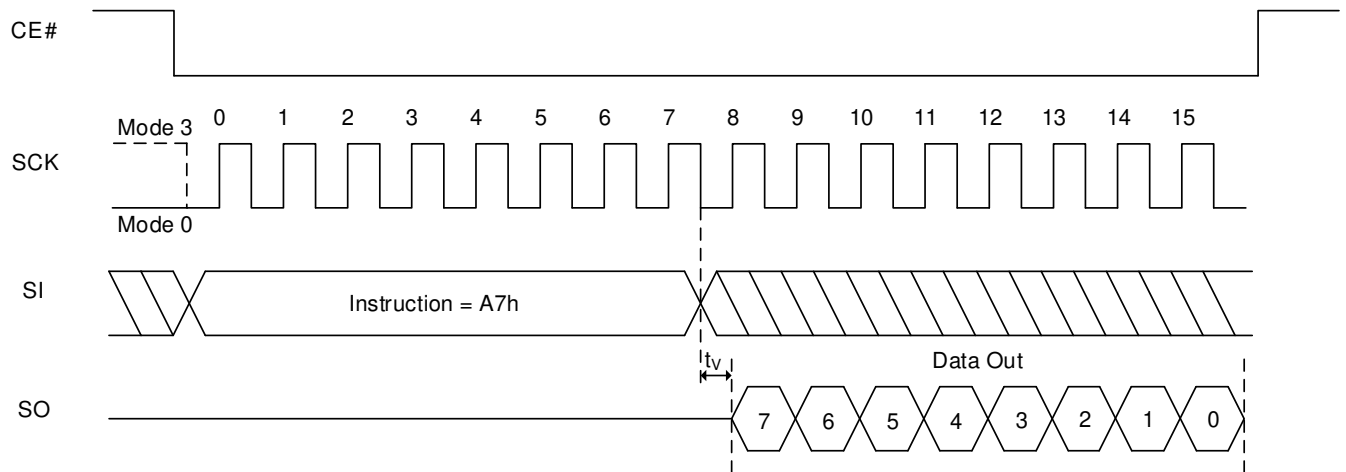 CE#
Mode 3
0 1 2 3 4 5 6 7 8 9 10 11 12 13 14 15
SCK
Mode 0
SI
Instruction = A7h
tV
Data Out
SO
7 6 5 4 3 2 1 0